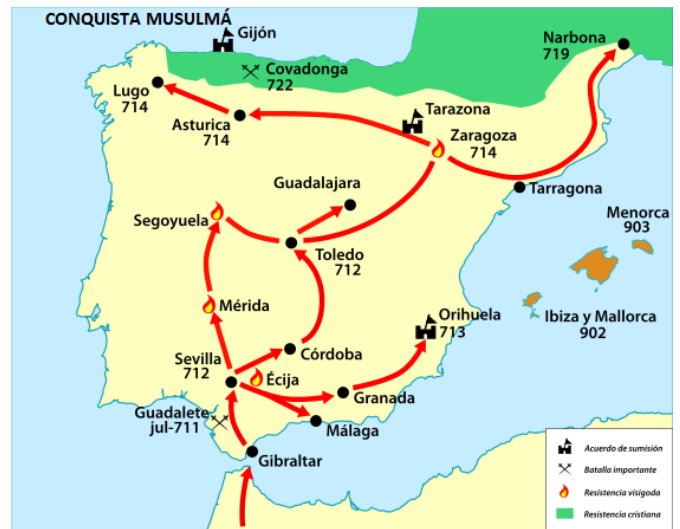 CONQUISTA MUSULMÁ
Gijón
Narbona
719
Covadonga
722
Lugo
714
Asturica
714
Tarazona
Zaragoza
714
Guadalajara
Tarragona
Segoyuela
Toledo
712
Menorca
903
Mérida
Orihuela
713
Ibiza y Mallorca
902
Sevilla
712
Córdoba
Écija
Granada
Guadalete
jul-711
Málaga
Gibraltar
Acuerdo de sumisión
Batalla importante
Resistencia visigoda
Resistencia cristiana